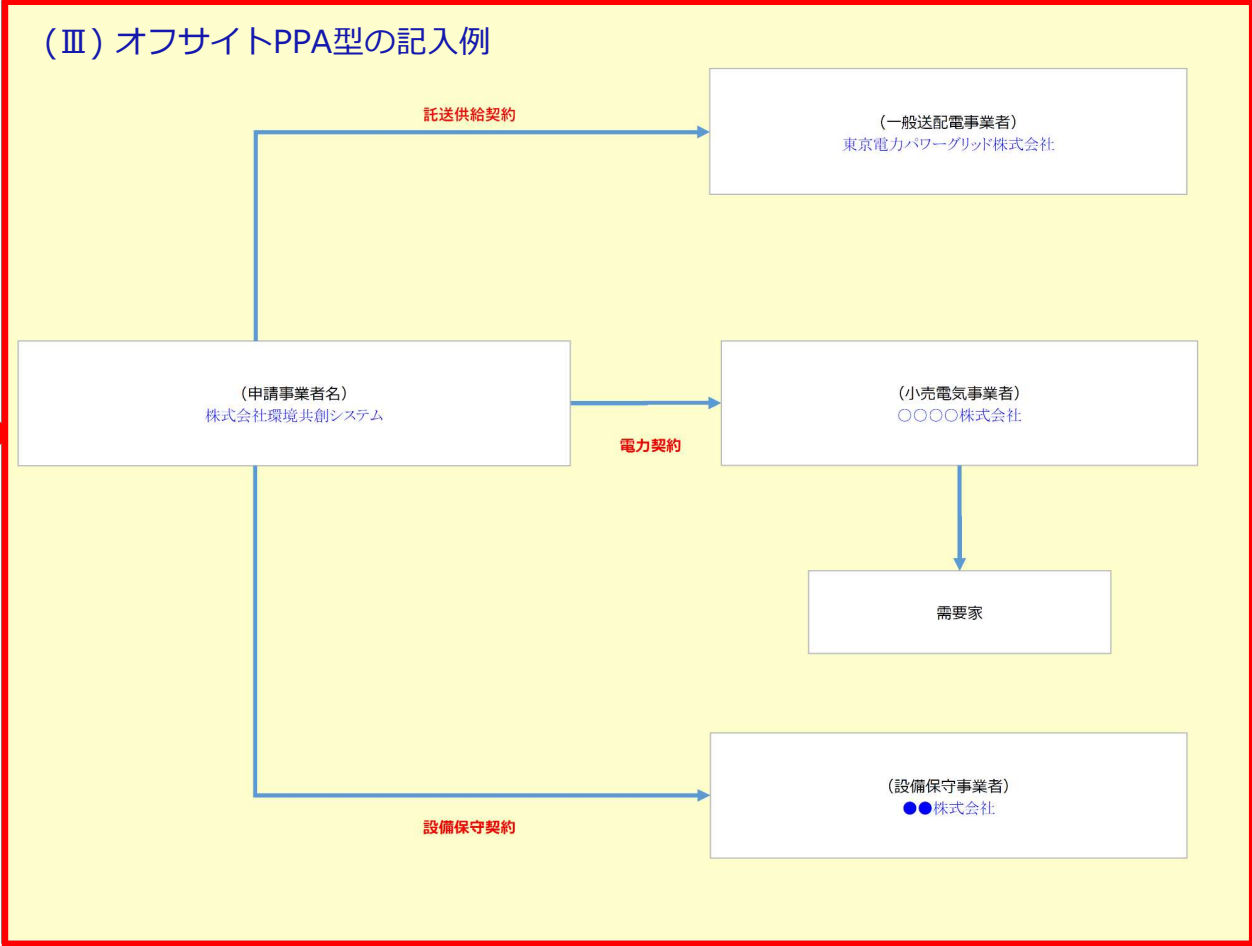 (Ⅲ) オフサイトPPA型の記入例
託送供給契約
(一般送配電事業者)
東京電力パワーグリッド株式会社
(申請事業者名)
株式会社環境共創システム
電力契約
(小売電気事業者)
○○○○株式会社
需要家
設備保守契約
(設備保守事業者)
●●株式会社